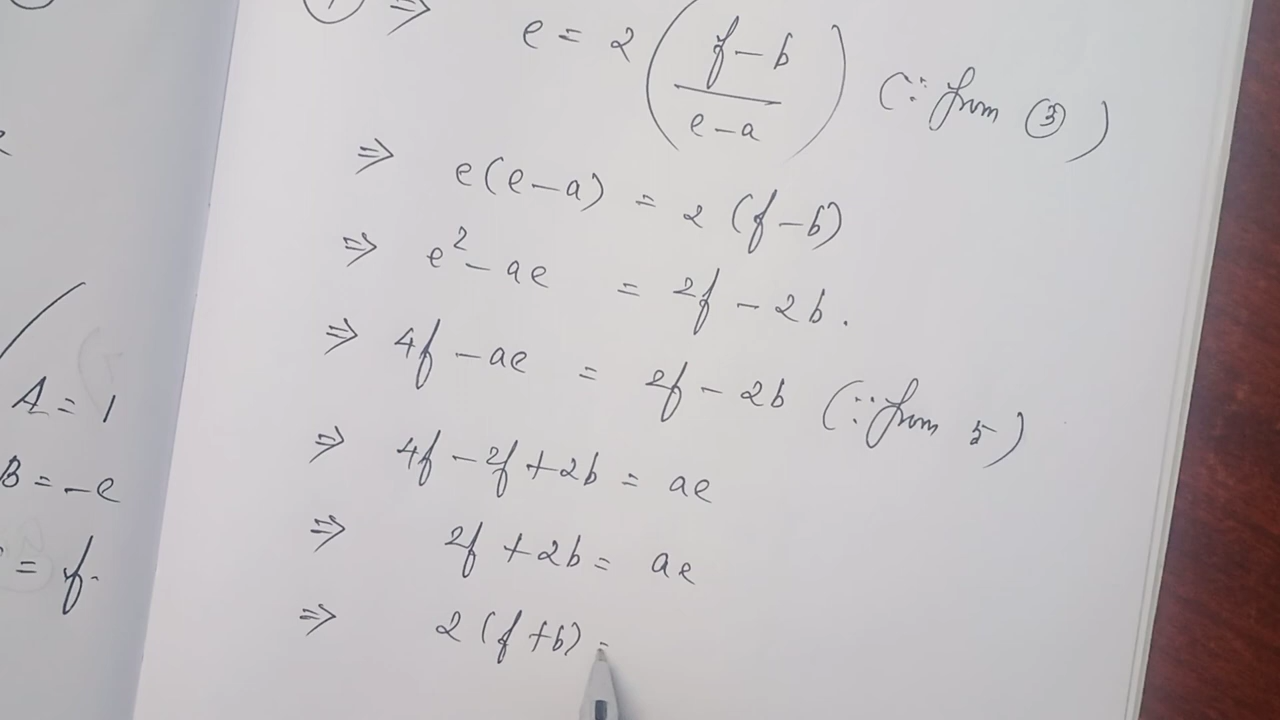 ⇒ e = 2 ( (f - b) / (e - a) ) (∵ from ③)
⇒ e(e - a) = 2(f - b)
⇒ e² - ae = 2f - 2b.
⇒ 4f - ae = 2f - 2b (∵ from 5)
⇒ 4f - 2f + 2b = ae
⇒ 2f + 2b = ae
⇒ 2(f + b) =
A = 1
B = -e
= f.